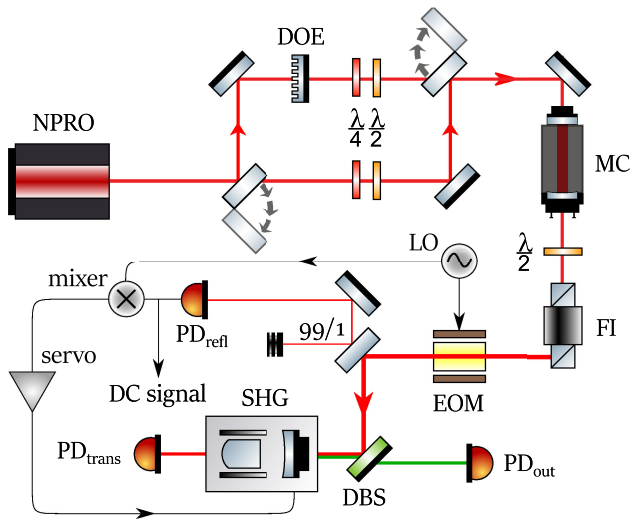 DOE
NPRO
λ/4 λ/2
MC
LO
λ/2
mixer
PDrefl
99/1
FI
servo
DC signal
SHG
EOM
PDtrans
DBS
PDout